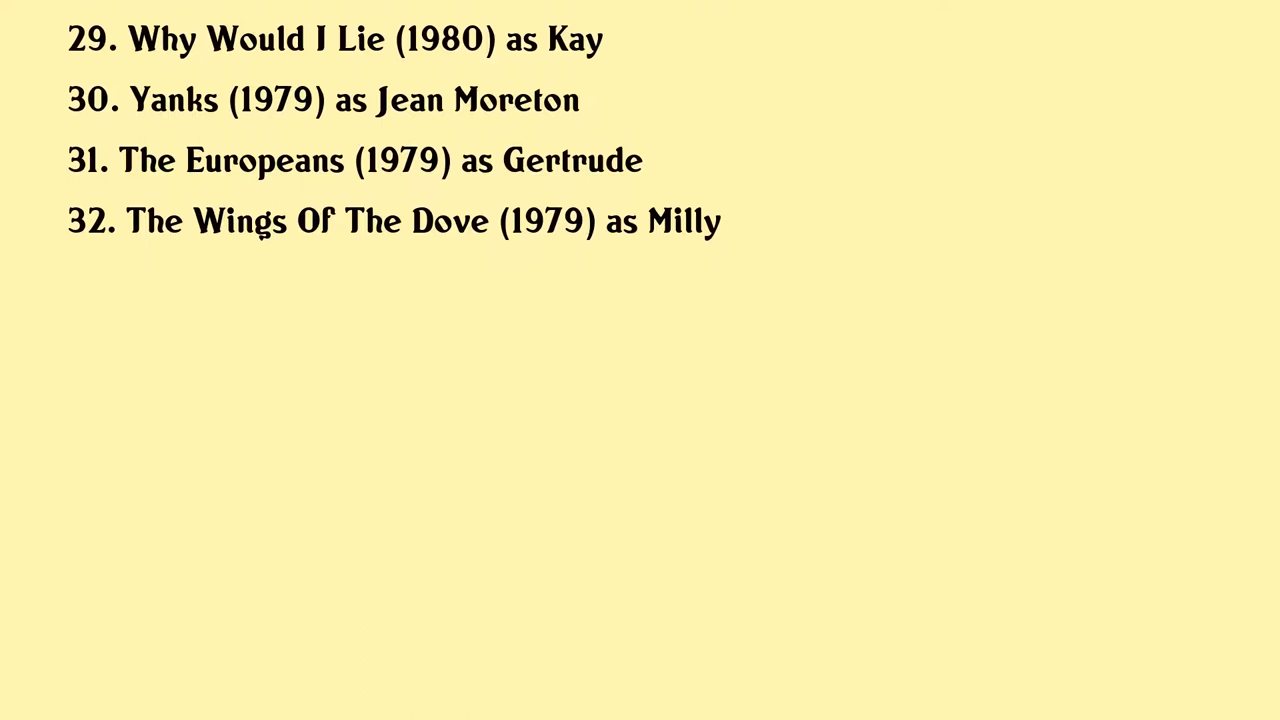 29. Why Would I Lie (1980) as Kay
30. Yanks (1979) as Jean Moreton
31. The Europeans (1979) as Gertrude
32. The Wings Of The Dove (1979) as Milly